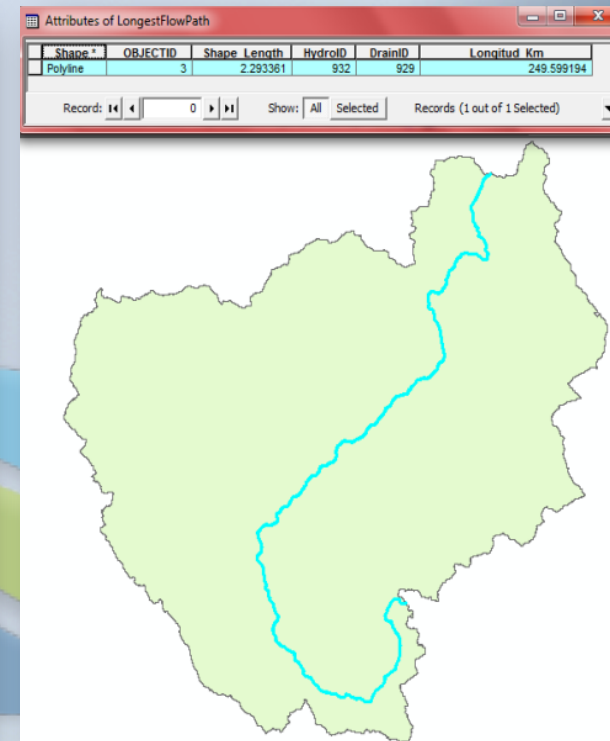 Attributes of LongestFlowPath
Shape * OBJECTID Shape_Length HydroID DrainID Longitud_Km
Polyline 3 2.293361 932 929 249.599194
Record: 0 Show: All Selected Records (1 out of 1 Selected)